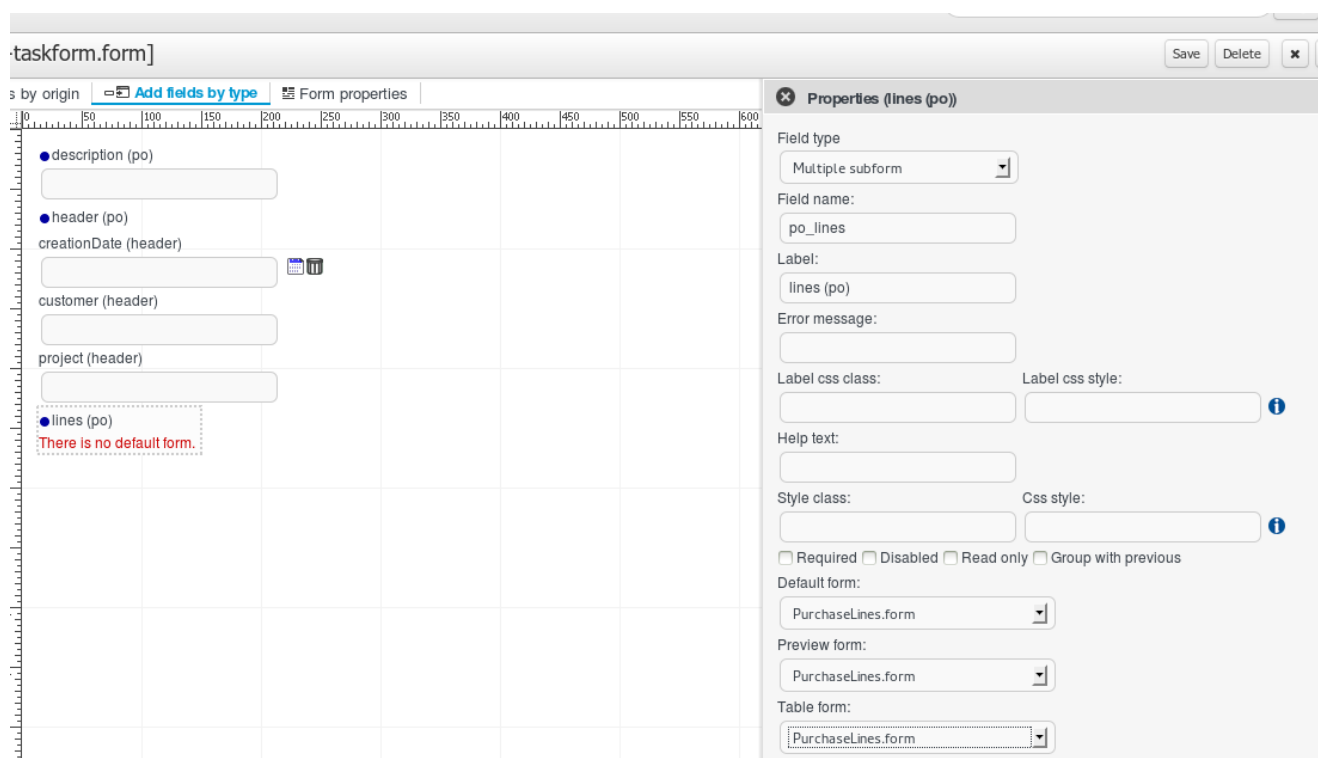 -taskform.form]
Save Delete ×
s by origin Add fields by type Form properties
0 50 100 150 200 250 300 350 400 450 500 550 600
description (po)
header (po)
creationDate (header)
customer (header)
project (header)
lines (po)
There is no default form.
Properties (lines (po))
Field type
Multiple subform
Field name:
po_lines
Label:
lines (po)
Error message:
Label css class: Label css style:
Help text:
Style class: Css style:
Required Disabled Read only Group with previous
Default form:
PurchaseLines.form
Preview form:
PurchaseLines.form
Table form:
PurchaseLines.form